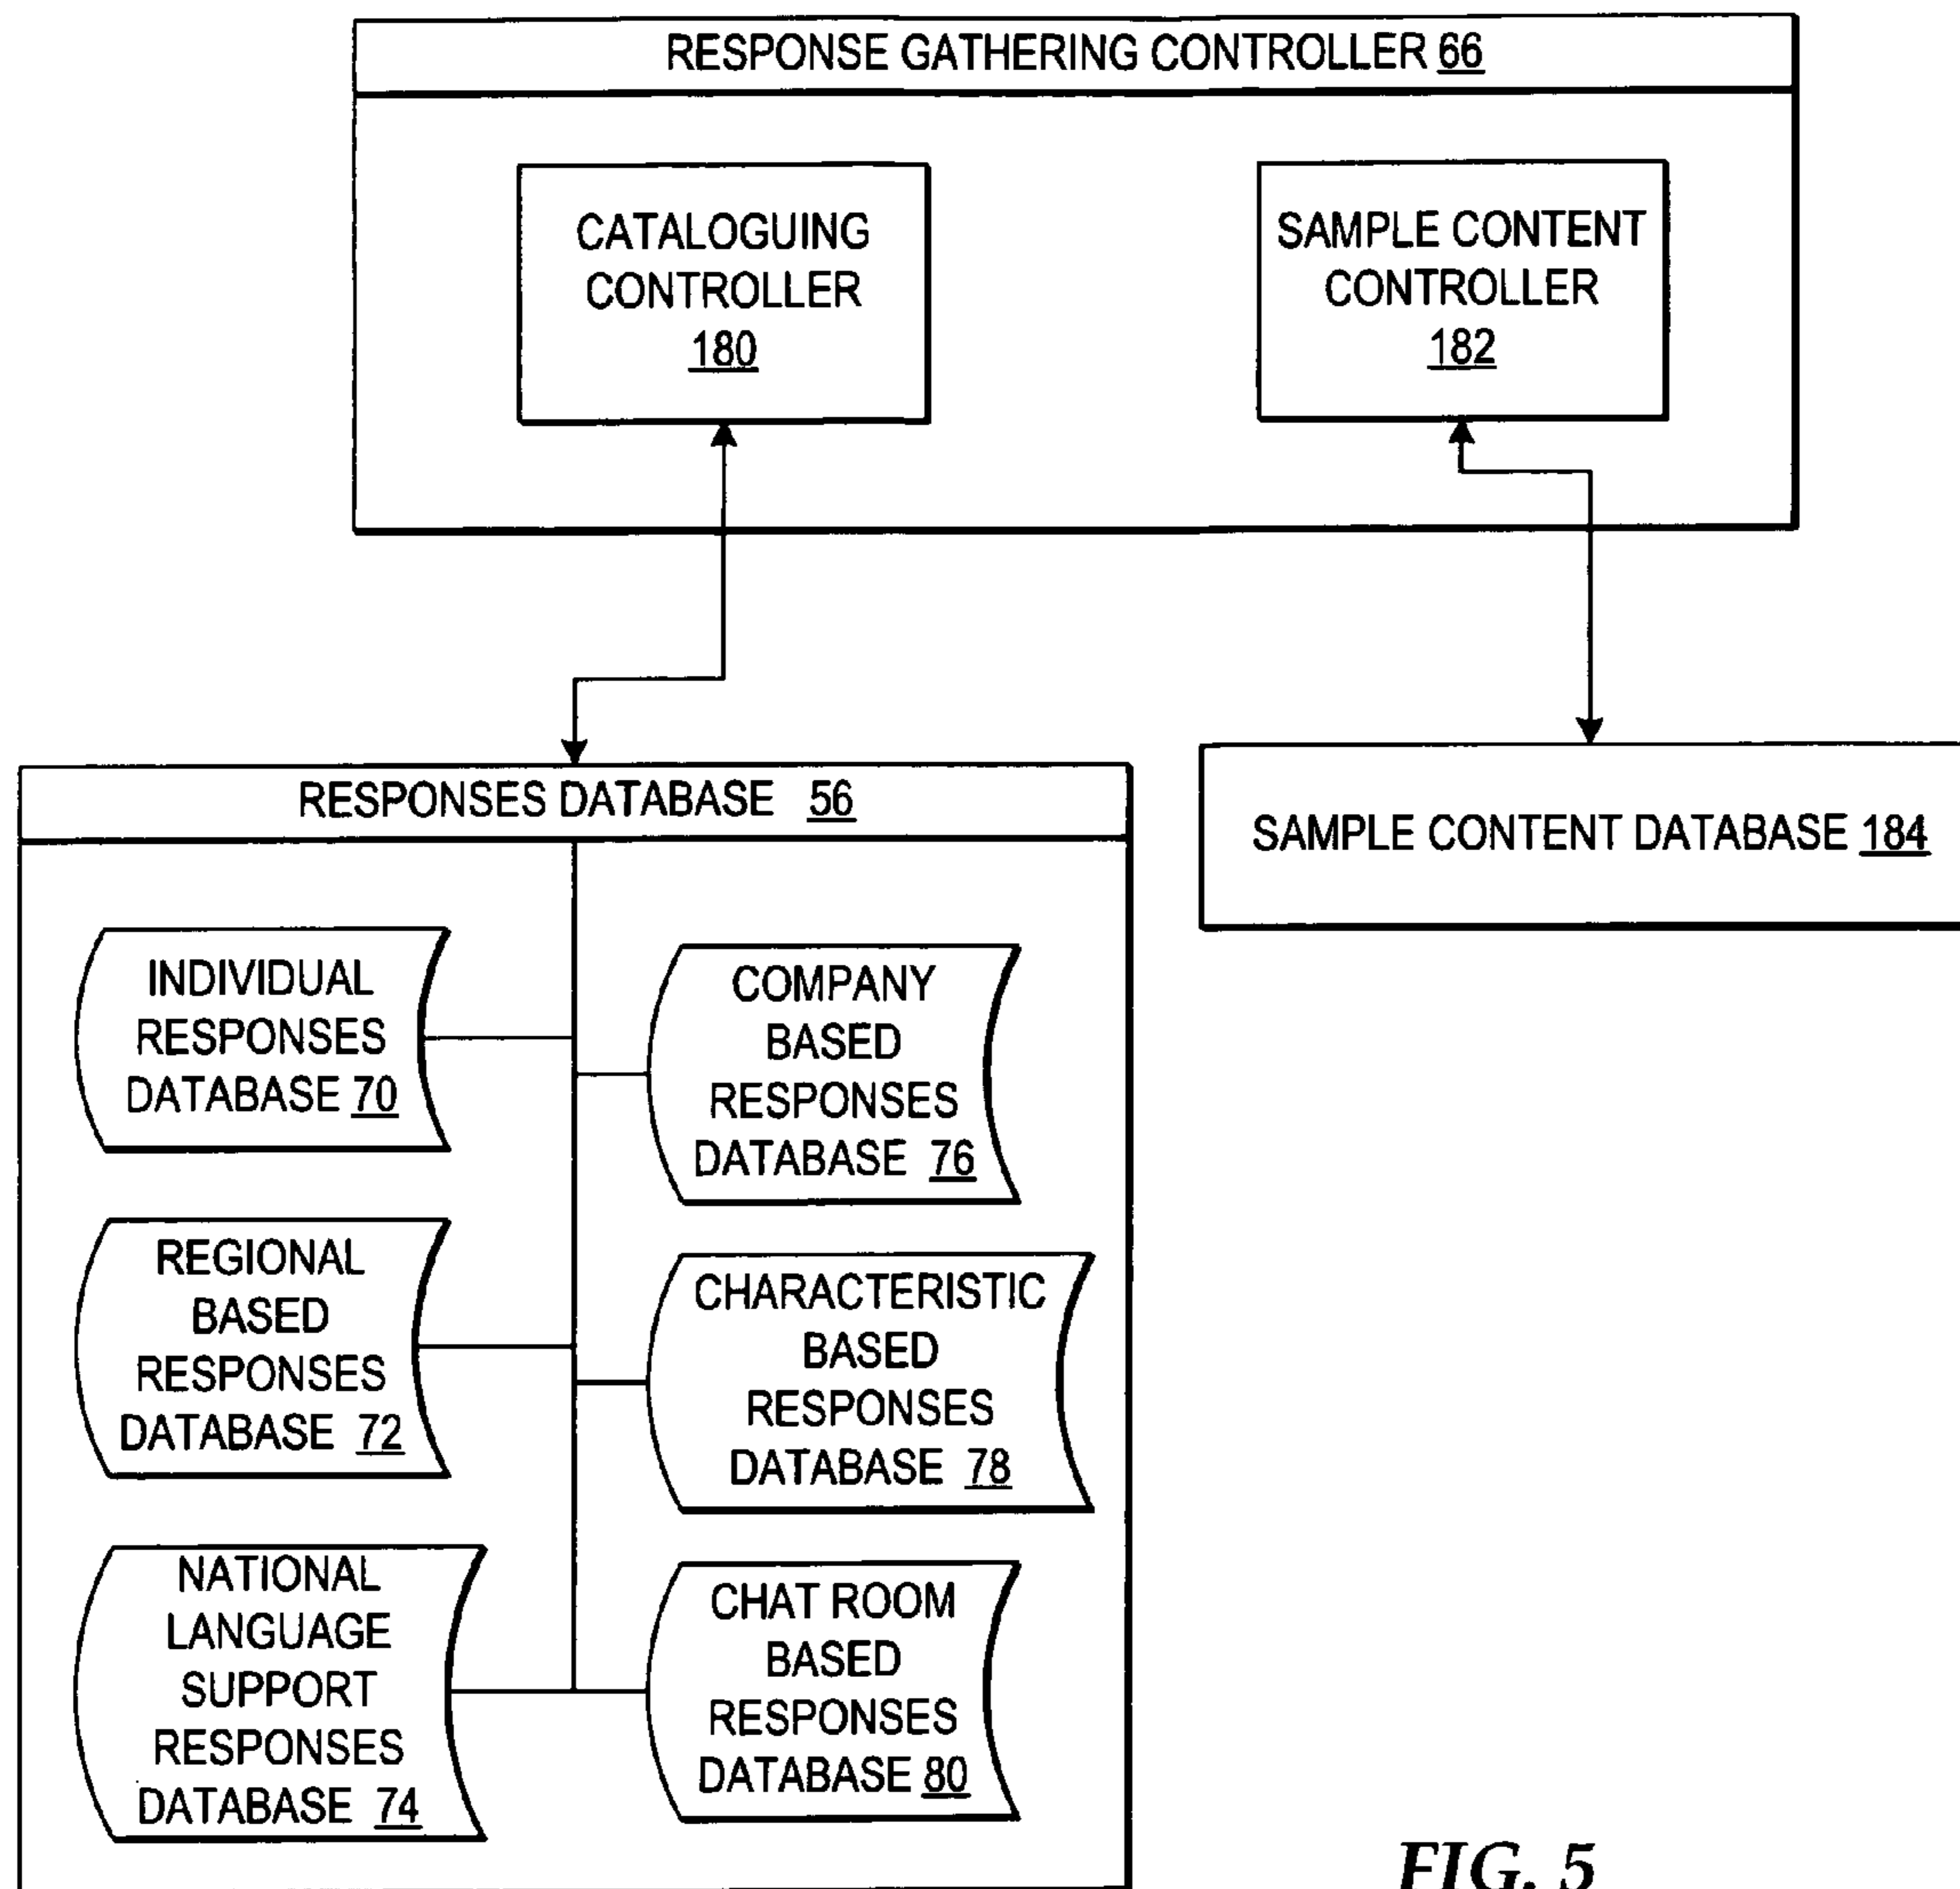 RESPONSE GATHERING CONTROLLER 66
CATALOGUING
CONTROLLER
180
SAMPLE CONTENT
CONTROLLER
182
RESPONSES DATABASE 56
SAMPLE CONTENT DATABASE 184
INDIVIDUAL
RESPONSES
DATABASE 70
COMPANY
BASED
RESPONSES
DATABASE 76
REGIONAL
BASED
RESPONSES
DATABASE 72
CHARACTERISTIC
BASED
RESPONSES
DATABASE 78
NATIONAL
LANGUAGE
SUPPORT
RESPONSES
DATABASE 74
CHAT ROOM
BASED
RESPONSES
DATABASE 80
FIG. 5